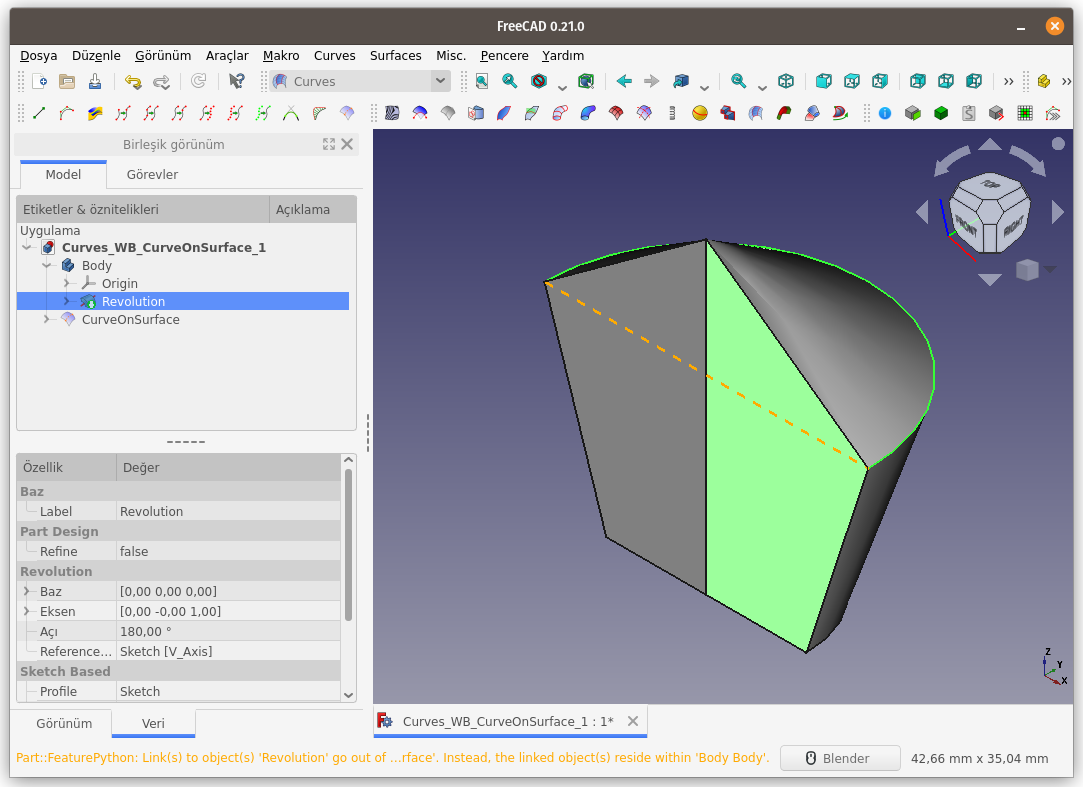 FreeCAD 0.21.0
Dosya Düzenle Görünüm Araçlar Makro Curves Surfaces Misc. Pencere Yardım
Curves
Birleşik görünüm
Model Görevler
Etiketler & öznitelikleri Açıklama
Uygulama
Curves_WB_CurveOnSurface_1
Body
Origin
Revolution
CurveOnSurface
TOP
FRONT
RIGHT
Özellik Değer
Baz
Label Revolution
Part Design
Refine false
Revolution
Baz [0,00 0,00 0,00]
Eksen [0,00 -0,00 1,00]
Açı 180,00 °
Reference... Sketch [V_Axis]
Sketch Based
Profile Sketch
Z
Y
X
Görünüm Veri
Curves_WB_CurveOnSurface_1 : 1*
Part::FeaturePython: Link(s) to object(s) 'Revolution' go out of ...rface'. Instead, the linked object(s) reside within 'Body Body'.
Blender
42,66 mm x 35,04 mm